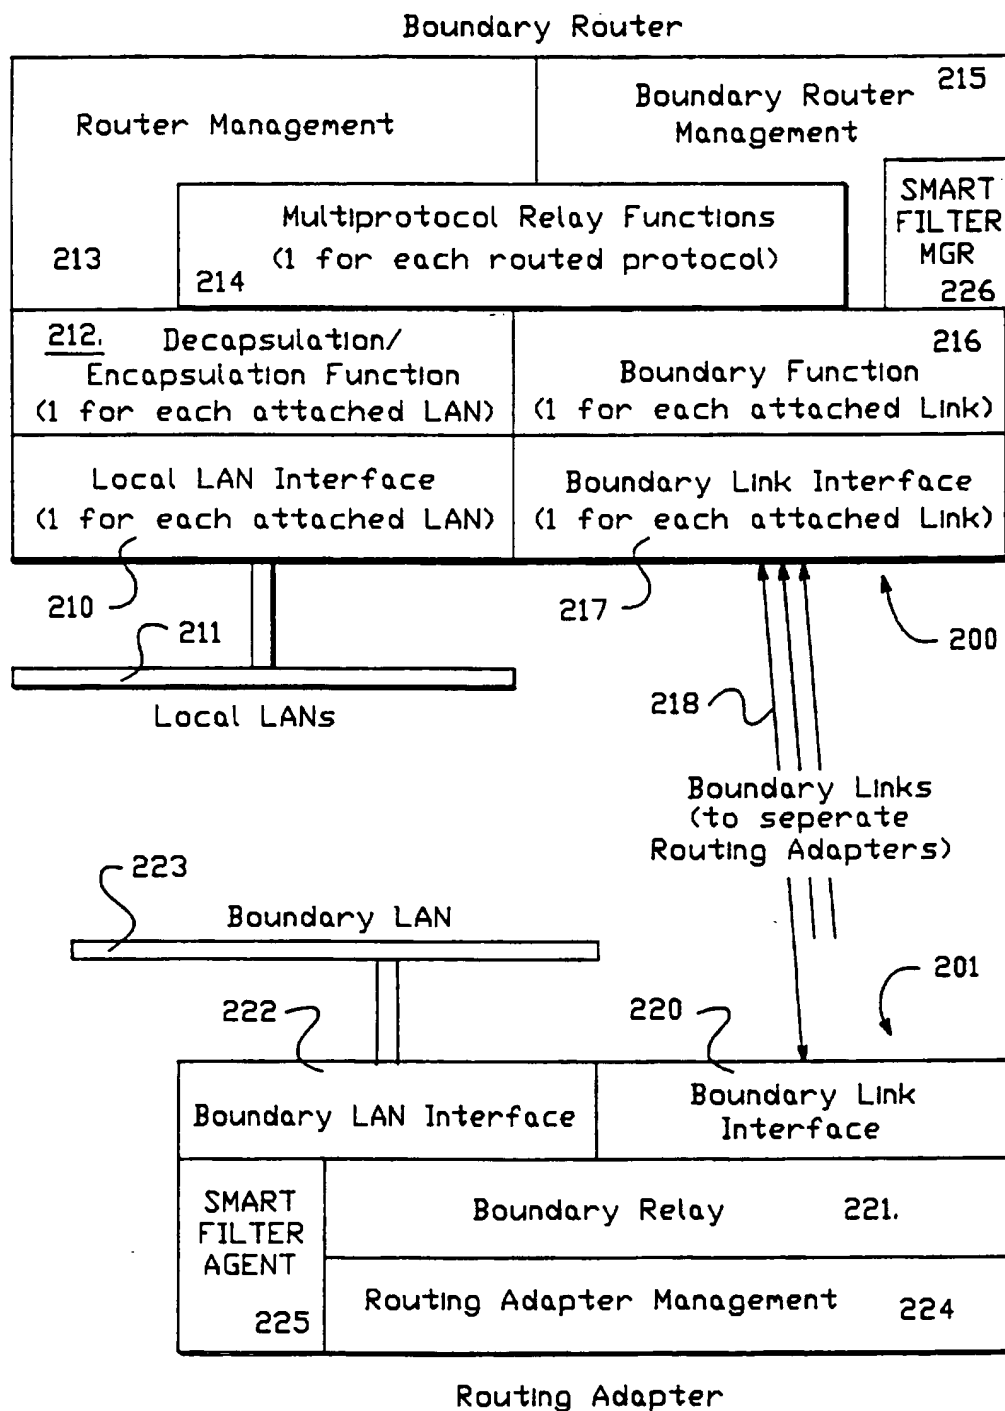 Boundary Router
Router Management
213
Boundary Router
Management
215
Multiprotocol Relay Functions
(1 for each routed protocol)
214
SMART
FILTER
MGR
226
212. Decapsulation/
Encapsulation Function
(1 for each attached LAN)
216
Boundary Function
(1 for each attached Link)
Local LAN Interface
(1 for each attached LAN)
Boundary Link Interface
(1 for each attached Link)
210
211
217
200
Local LANs
218
Boundary Links
(to seperate
Routing Adapters)
223
Boundary LAN
222
220
201
Boundary LAN Interface
Boundary Link
Interface
SMART
FILTER
AGENT
225
Boundary Relay 221.
Routing Adapter Management 224
Routing Adapter